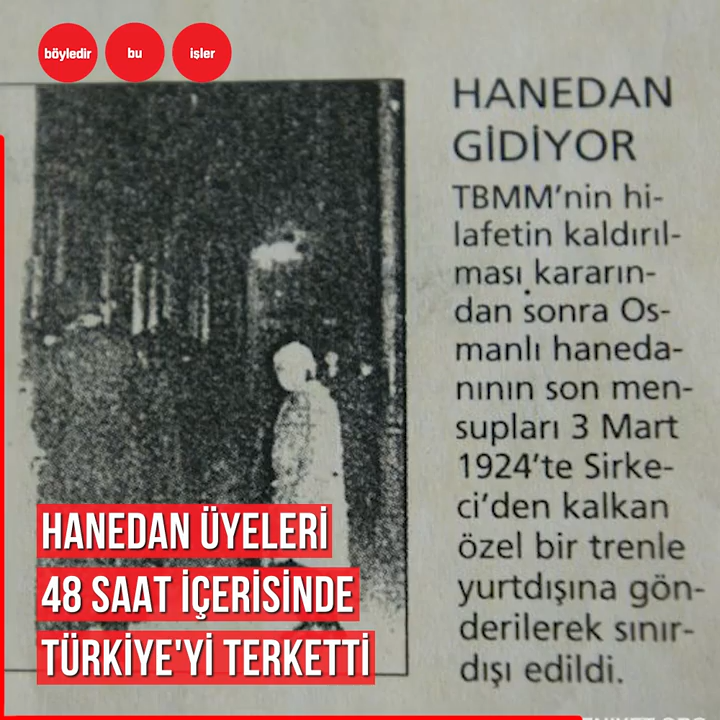 böyledir
bu
işler
HANEDAN
GİDİYOR
TBMM'nin hi-
lafetin kaldırıl-
ması kararın-
dan sonra Os-
manlı haneda-
nının son men-
supları 3 Mart
1924'te Sirke-
ci'den kalkan
özel bir trenle
yurtdışına gön-
derilerek sınır-
dışı edildi.
HANEDAN ÜYELERİ
48 SAAT İÇERİSİNDE
TÜRKİYE'Yİ TERKETTİ